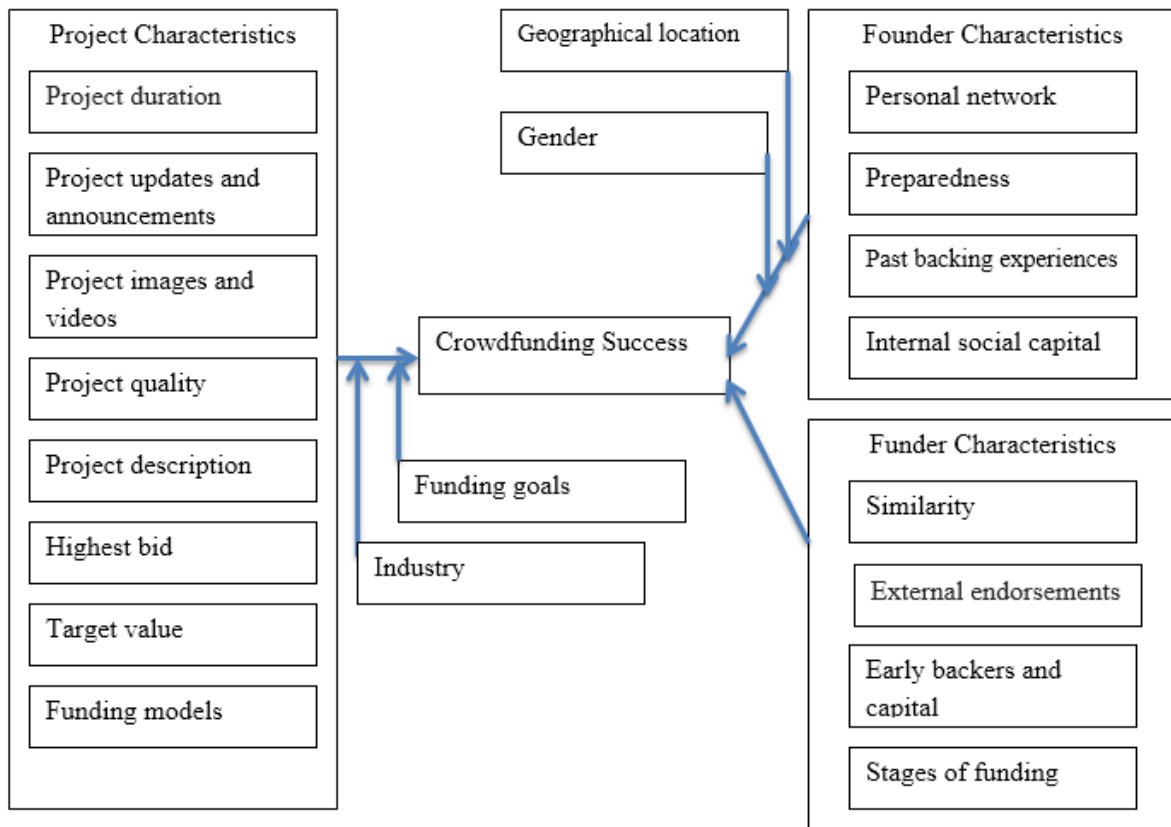 Project Characteristics
Project duration
Project updates and
announcements
Project images and
videos
Project quality
Project description
Highest bid
Target value
Funding models
Geographical location
Gender
Crowdfunding Success
Funding goals
Industry
Founder Characteristics
Personal network
Preparedness
Past backing experiences
Internal social capital
Funder Characteristics
Similarity
External endorsements
Early backers and
capital
Stages of funding